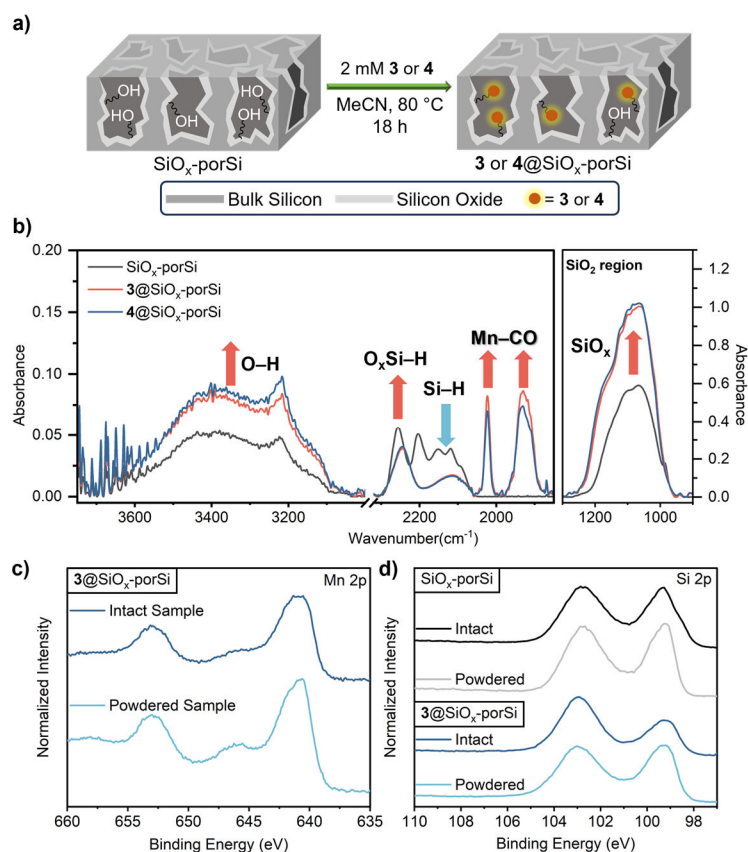 a)
HO
OH
HO
OH
HO
OH
SiOx-porSi
2 mM 3 or 4
MeCN, 80 °C
18 h
3 or 4@SiOx-porSi
Bulk Silicon
Silicon Oxide
= 3 or 4
b)
0.20
0.15
0.10
0.05
0.00
Absorbance
SiOx-porSi
3@SiOx-porSi
4@SiOx-porSi
O–H
OxSi–H
Si–H
Mn–CO
3600
3400
3200
2200
2000
Wavenumber(cm-1)
SiO2 region
SiOx
1200
1000
1.2
1.0
0.8
0.6
0.4
0.2
0.0
Absorbance
c)
3@SiOx-porSi
Mn 2p
Intact Sample
Powdered Sample
Normalized Intensity
660
655
650
645
640
635
Binding Energy (eV)
d)
SiOx-porSi
Si 2p
Intact
Powdered
3@SiOx-porSi
Intact
Powdered
Normalized Intensity
110
108
106
104
102
100
98
Binding Energy (eV)